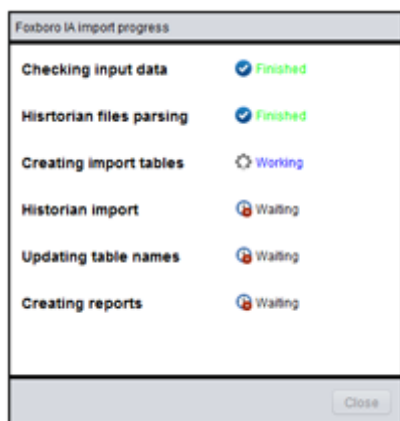 Foxboro IA import progress
Checking input data Finished
Hisrtorian files parsing Finished
Creating import tables Working
Historian import Waiting
Updating table names Waiting
Creating reports Waiting
Close